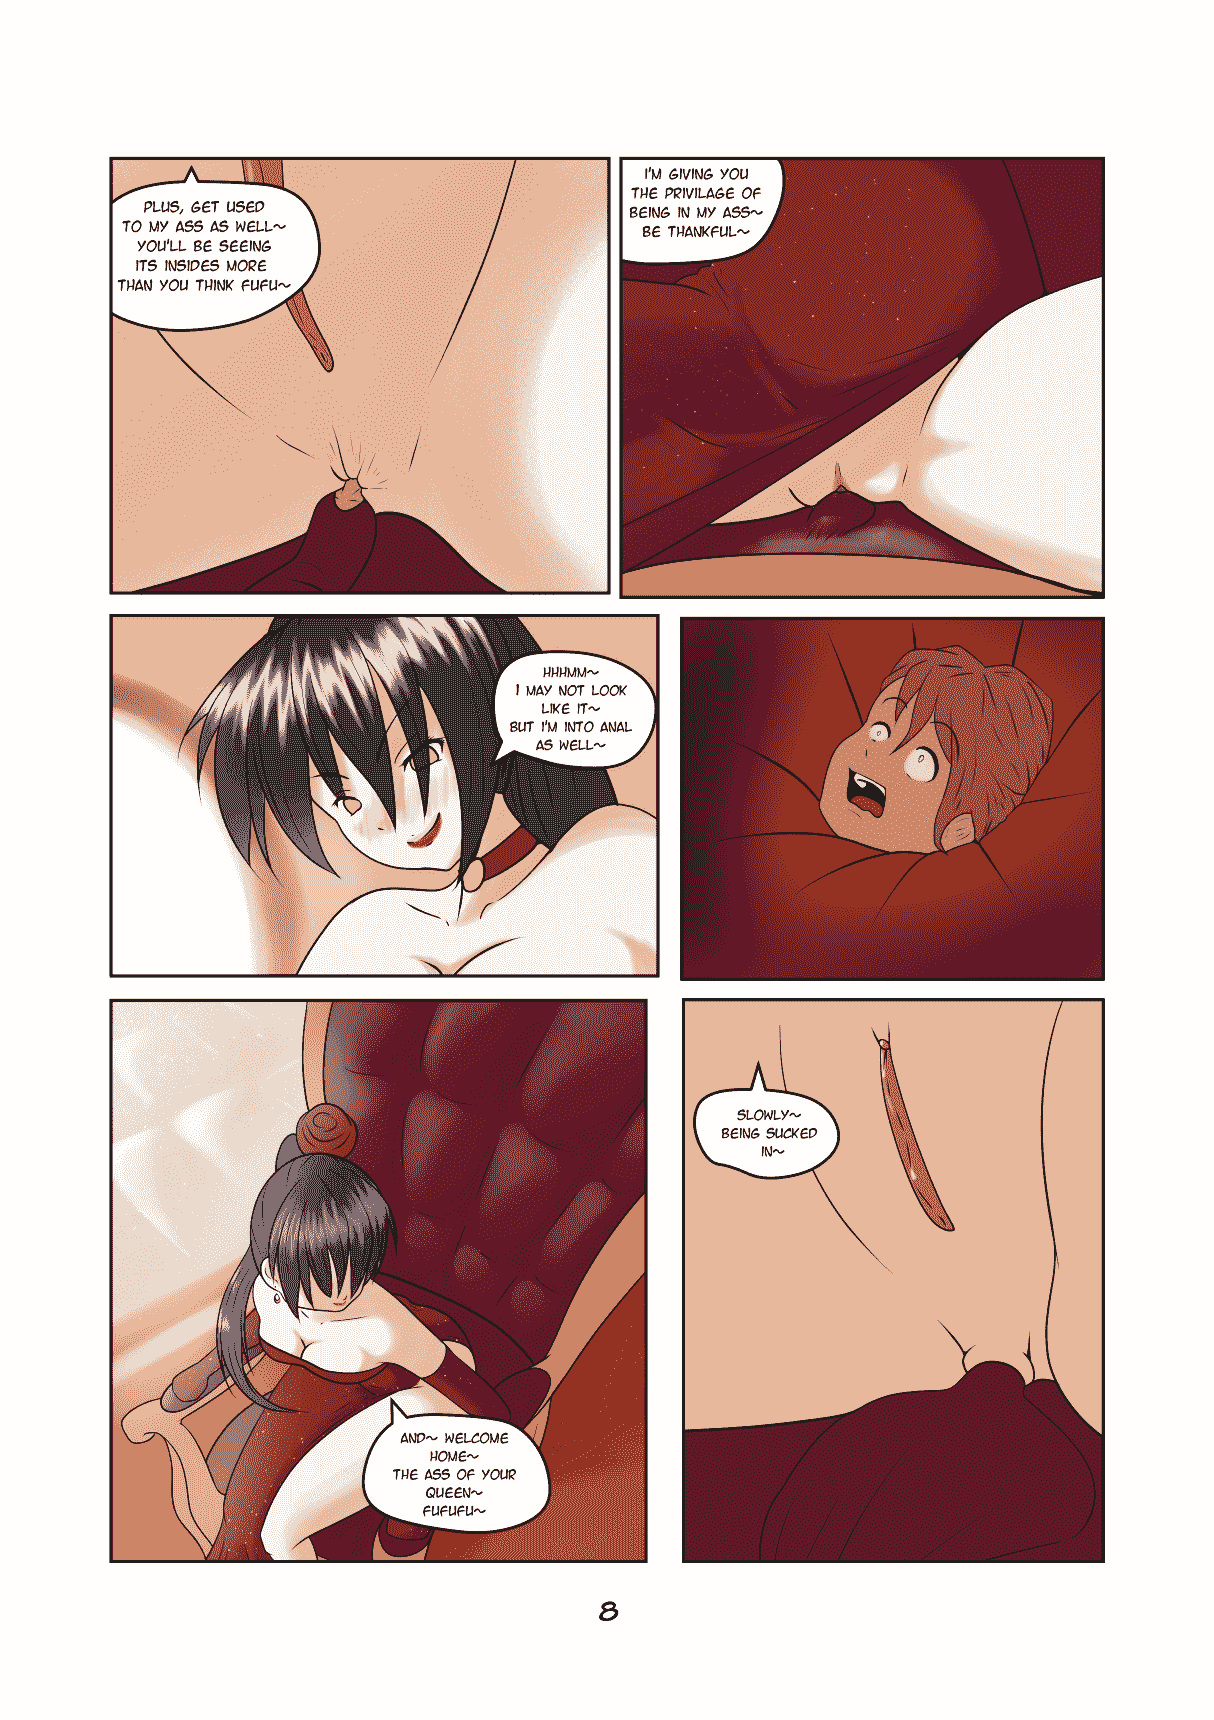 PLUS, GET USED
TO MY ASS AS WELL~
YOU'LL BE SEEING
ITS INSIDES MORE
THAN YOU THINK FUFU~
I'M GIVING YOU
THE PRIVILAGE OF
BEING IN MY ASS~
BE THANKFUL~
HHHMM~
I MAY NOT LOOK
LIKE IT~
BUT I'M INTO ANAL
AS WELL~
AND~ WELCOME
HOME~
THE ASS OF YOUR
QUEEN~
FUFUFU~
SLOWLY~
BEING SUCKED
IN~
8